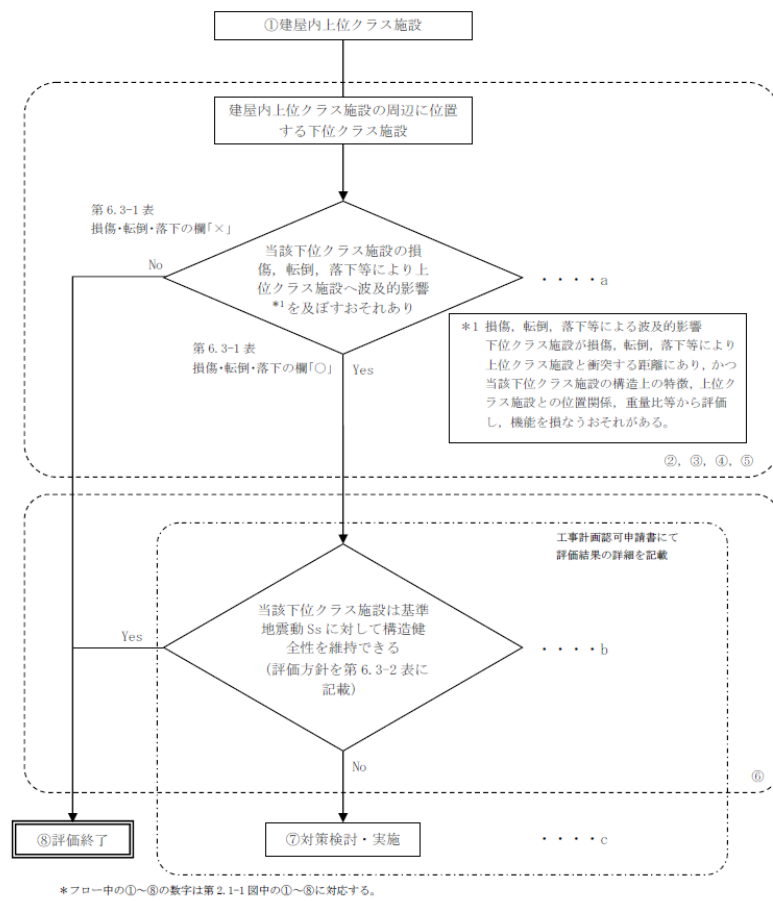 ①建屋内上位クラス施設
建屋内上位クラス施設の周辺に位置
する下位クラス施設
第 6.3-1 表
損傷・転倒・落下の欄「×」
No
当該下位クラス施設の損
傷，転倒，落下等により上
位クラス施設へ波及的影響
*1を及ぼすおそれあり
・・・・a
*1 損傷，転倒，落下等による波及的影響
下位クラス施設が損傷，転倒，落下等により
上位クラス施設と衝突する距離にあり，かつ
当該下位クラス施設の構造上の特徴，上位ク
ラス施設との位置関係，重量比等から評価
し，機能を損なうおそれがある。
第 6.3-1 表
損傷・転倒・落下の欄「○」
Yes
②，③，④，⑤
工事計画認可申請書にて
評価結果の詳細を記載
当該下位クラス施設は基準
地震動 Ss に対して構造健
全性を維持できる
(評価方針を第 6.3-2 表に
記載)
Yes
・・・・b
No
⑥
⑧評価終了
⑦対策検討・実施
・・・・c
＊フロー中の①～⑧の数字は第 2.1-1 図中の①～⑧に対応する。